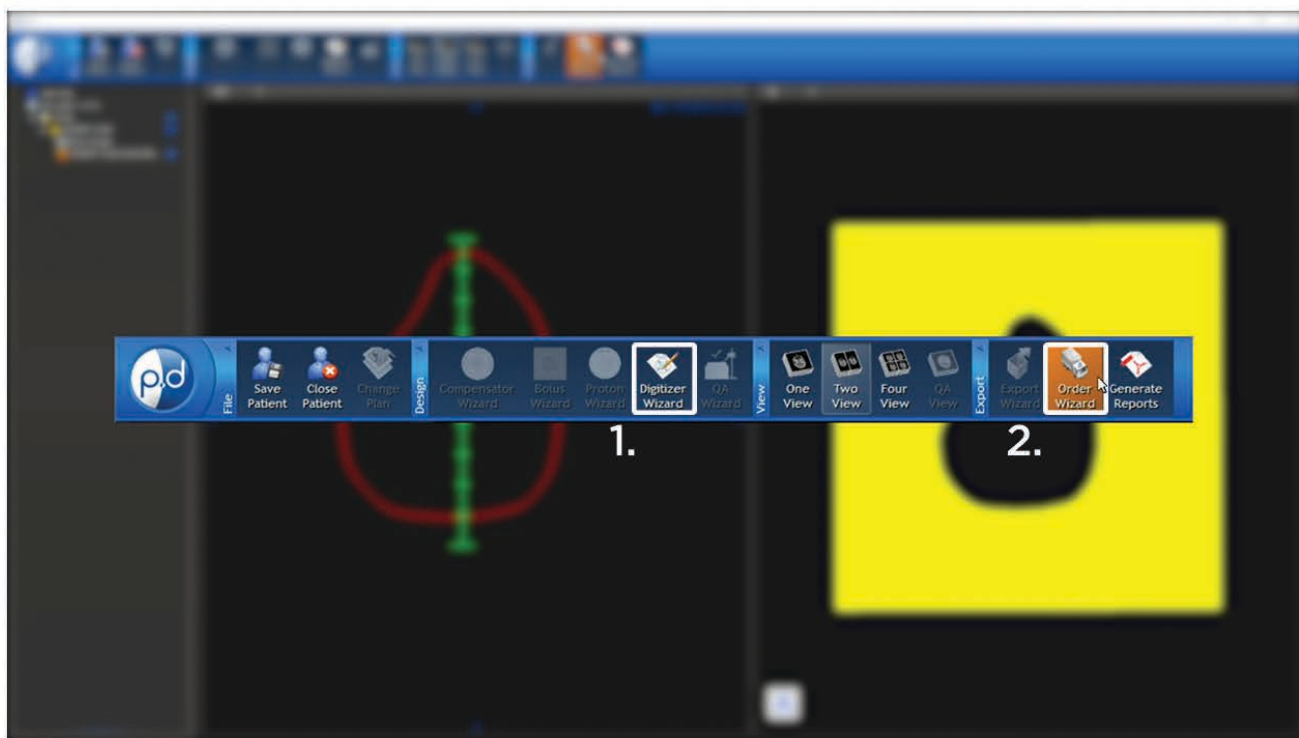 p.d
File
Save
Patient
Close
Patient
Change
Plan
Design
Compensator
Wizard
Bolus
Wizard
Proton
Wizard
Digitizer
Wizard
QA
Wizard
View
One
View
Two
View
Four
View
QA
View
Export
Export
Wizard
Order
Wizard
Generate
Reports
1.
2.